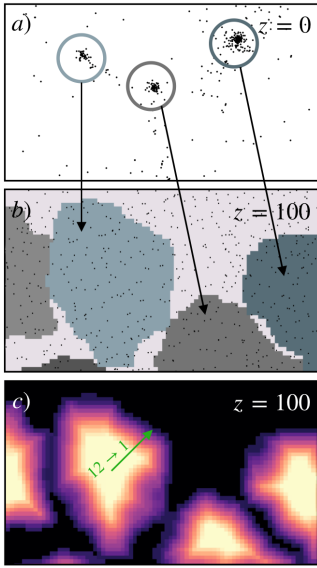 a) z = 0
b) z = 100
c) z = 100
12 → 1